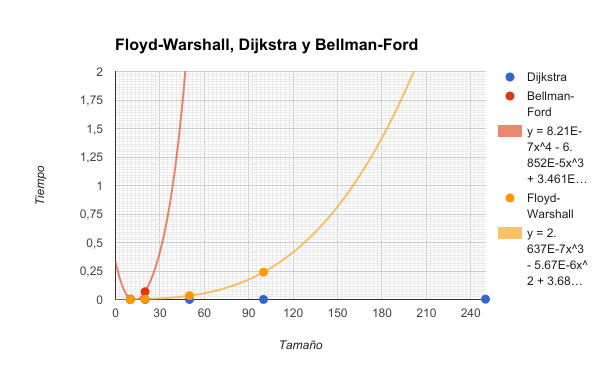 Floyd-Warshall, Dijkstra y Bellman-Ford
2
1,75
1,5
1,25
1
0,75
0,5
0,25
0
Tiempo
0
30
60
90
120
150
180
210
240
Tamaño
Dijkstra
Bellman-
Ford
y = 8.21E-
7x^4 - 6.
852E-5x^3
+ 3.461E…
Floyd-
Warshall
y = 2.
637E-7x^3
- 5.67E-6x^
2 + 3.68…